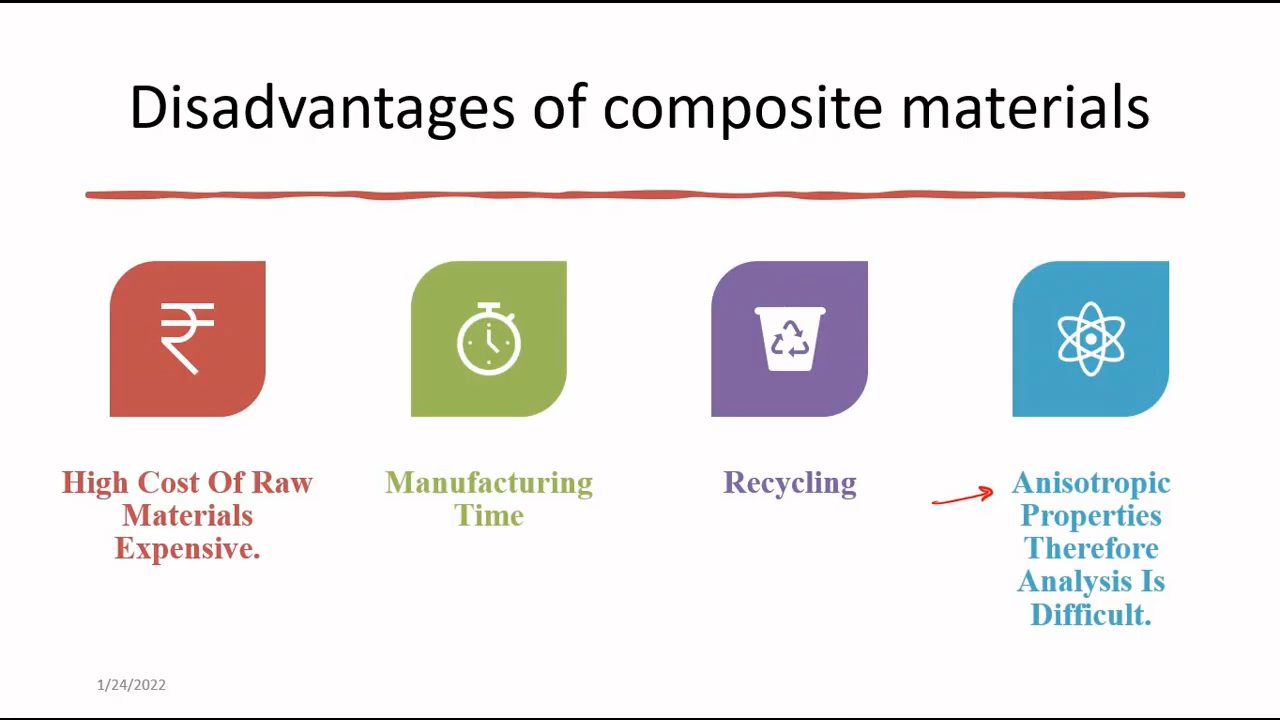 Disadvantages of composite materials
₹
High Cost Of Raw
Materials
Expensive.
Manufacturing
Time
Recycling
Anisotropic
Properties
Therefore
Analysis Is
Difficult.
1/24/2022